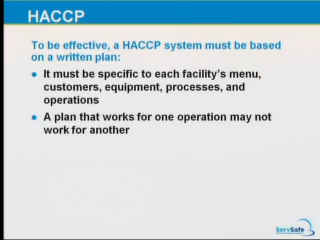 HACCP
To be effective, a HACCP system must be based
on a written plan:
● It must be specific to each facility's menu,
customers, equipment, processes, and
operations
● A plan that works for one operation may not
work for another
ServSafe